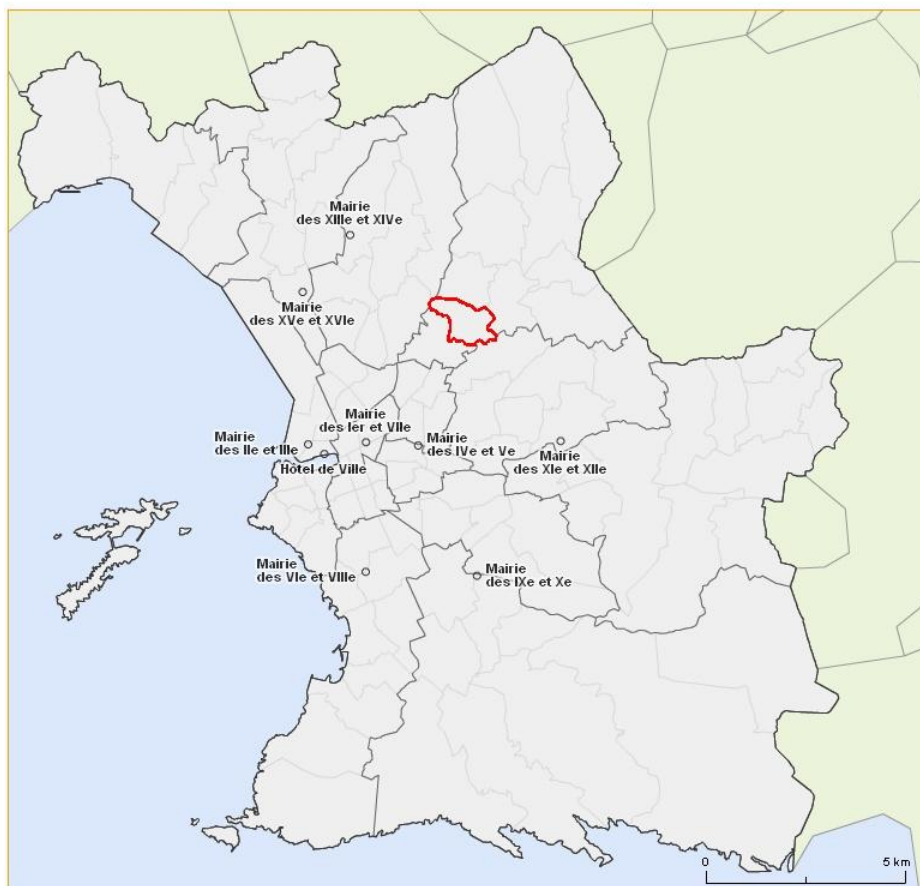 Mairie
des XIIIe et XIVe
Mairie
des XVe et XVIe
Mairie
des Ier et VIIe
Mairie
des IIe et IIIe
Mairie
des IVe et Ve
Hôtel de Ville
Mairie
des XIe et XIIe
Mairie
des VIe et VIIIe
Mairie
des IXe et Xe
0 5 km